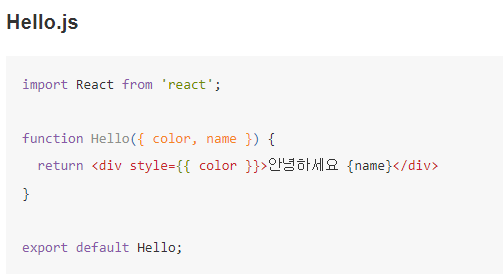 Hello.js
import React from 'react';
function Hello({ color, name }) {
  return <div style={{ color }}>안녕하세요 {name}</div>
}
export default Hello;